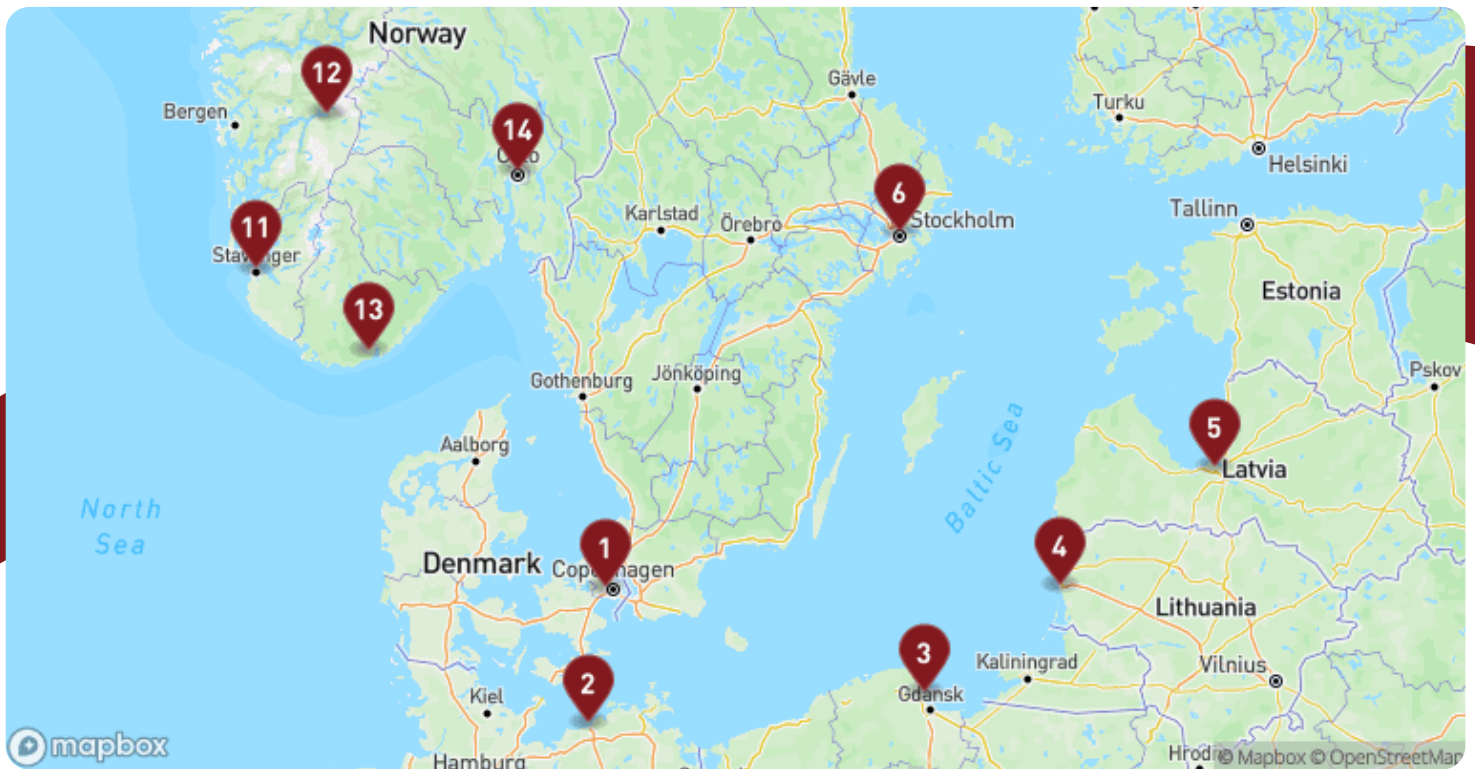 Norway
12
Bergen
14
Gävle
Turku
Helsinki
6
Stockholm
Tallinn
11
Karlstad
Örebro
Estonia
13
Gothenburg
Jönköping
Pskov
Aalborg
Baltic Sea
5
Latvia
North
Sea
1
Denmark
4
Lithuania
3
Kaliningrad
Vilnius
2
Gdańsk
Kiel
mapbox
Hamburg
© Mapbox © OpenStreetMap